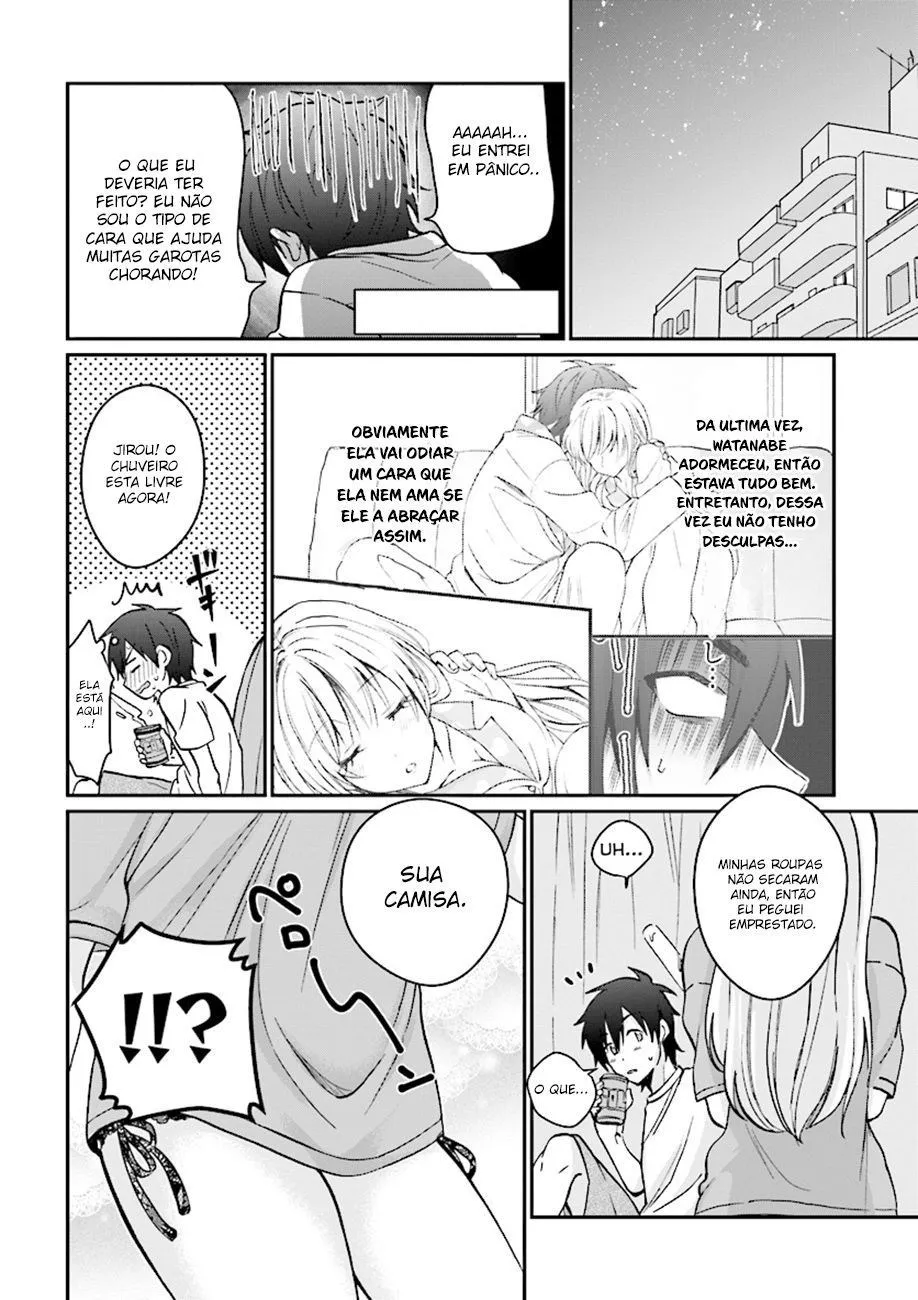 AAAAAH...
EU ENTREI
EM PÂNICO..
O QUE EU
DEVERIA TER
FEITO? EU NÃO
SOU O TIPO DE
CARA QUE AJUDA
MUITAS GAROTAS
CHORANDO!
DA ULTIMA VEZ,
WATANABE
ADORMECEU, ENTÃO
ESTAVA TUDO BEM.
ENTRETANTO, DESSA
VEZ EU NÃO TENHO
DESCULPAS...
OBVIAMENTE
ELA VAI ODIAR
UM CARA QUE
ELA NEM AMA SE
ELE A ABRAÇAR
ASSIM.
JIROU! O
CHUVEIRO
ESTA LIVRE
AGORA!
ドキッ
ELA
ESTÁ
AQUI
..!
MINHAS ROUPAS
NÃO SECARAM
AINDA, ENTÃO
EU PEGUEI
EMPRESTADO.
UH...
O QUE...
SUA
CAMISA.
!!?